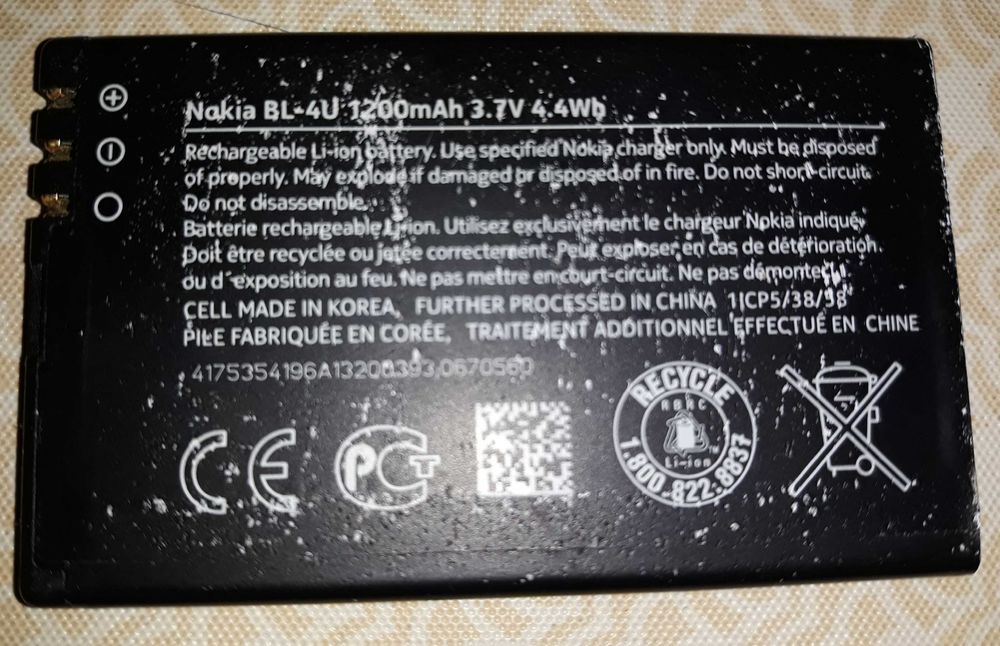 Nokia BL-4U 1200mAh 3.7V 4.4Wh
Rechargeable Li-ion battery. Use specified Nokia charger only. Must be disposed
of properly. May explode if damaged or disposed of in fire. Do not short-circuit.
Do not disassemble.
Batterie rechargeable Li-ion. Utilisez exclusivement le chargeur Nokia indiqué.
Doit être recyclée ou jetée correctement. Peut exploser en cas de détérioration
ou d'exposition au feu. Ne pas mettre en court-circuit. Ne pas démonter.
CELL MADE IN KOREA, FURTHER PROCESSED IN CHINA 1ICP5/38/58
PILE FABRIQUÉE EN CORÉE, TRAITEMENT ADDITIONNEL EFFECTUÉ EN CHINE
4175354196A13200393,0670560
CE
PCT
RECYCLE
RBRC
Li-ion
1.800.822.8837